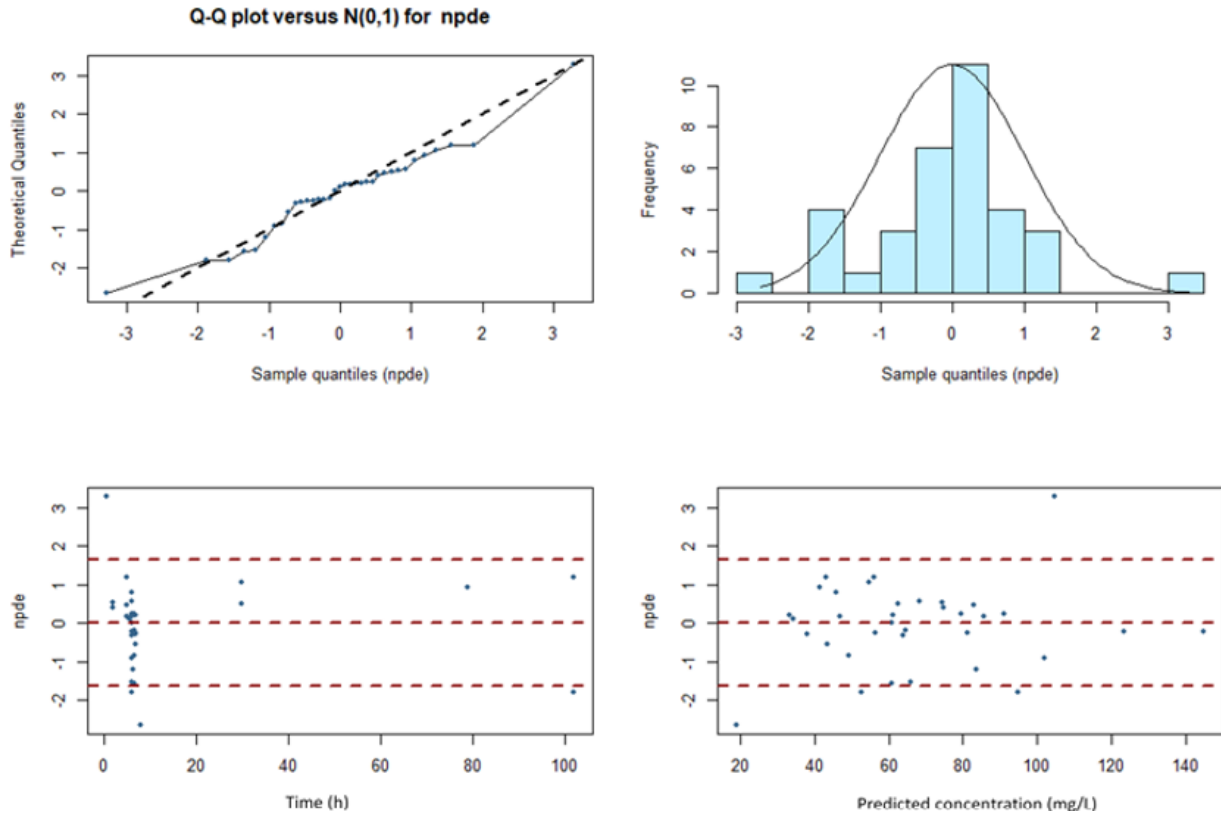 Q-Q plot versus N(0,1) for npde
Theoretical Quantiles
3
2
1
0
-1
-2
-3 -2 -1 0 1 2 3
Sample quantiles (npde)
Frequency
10
8
6
4
2
0
-3 -2 -1 0 1 2 3
Sample quantiles (npde)
npde
3
2
1
0
-1
-2
0 20 40 60 80 100
Time (h)
npde
3
2
1
0
-1
-2
20 40 60 80 100 120 140
Predicted concentration (mg/L)